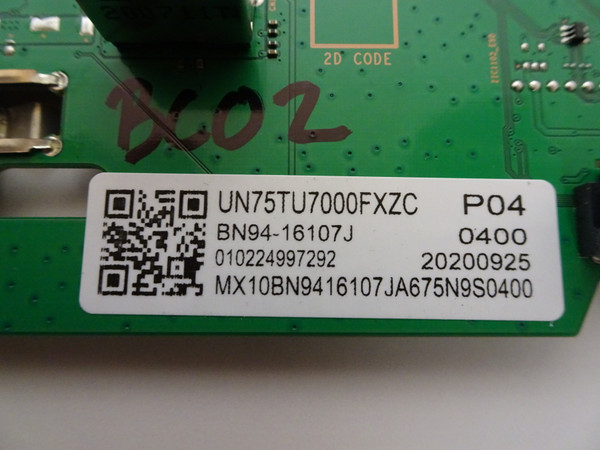 2D CODE
BC02
UN75TU7000FXZC P04
BN94-16107J 0400
010224997292 20200925
MX10BN9416107JA675N9S0400